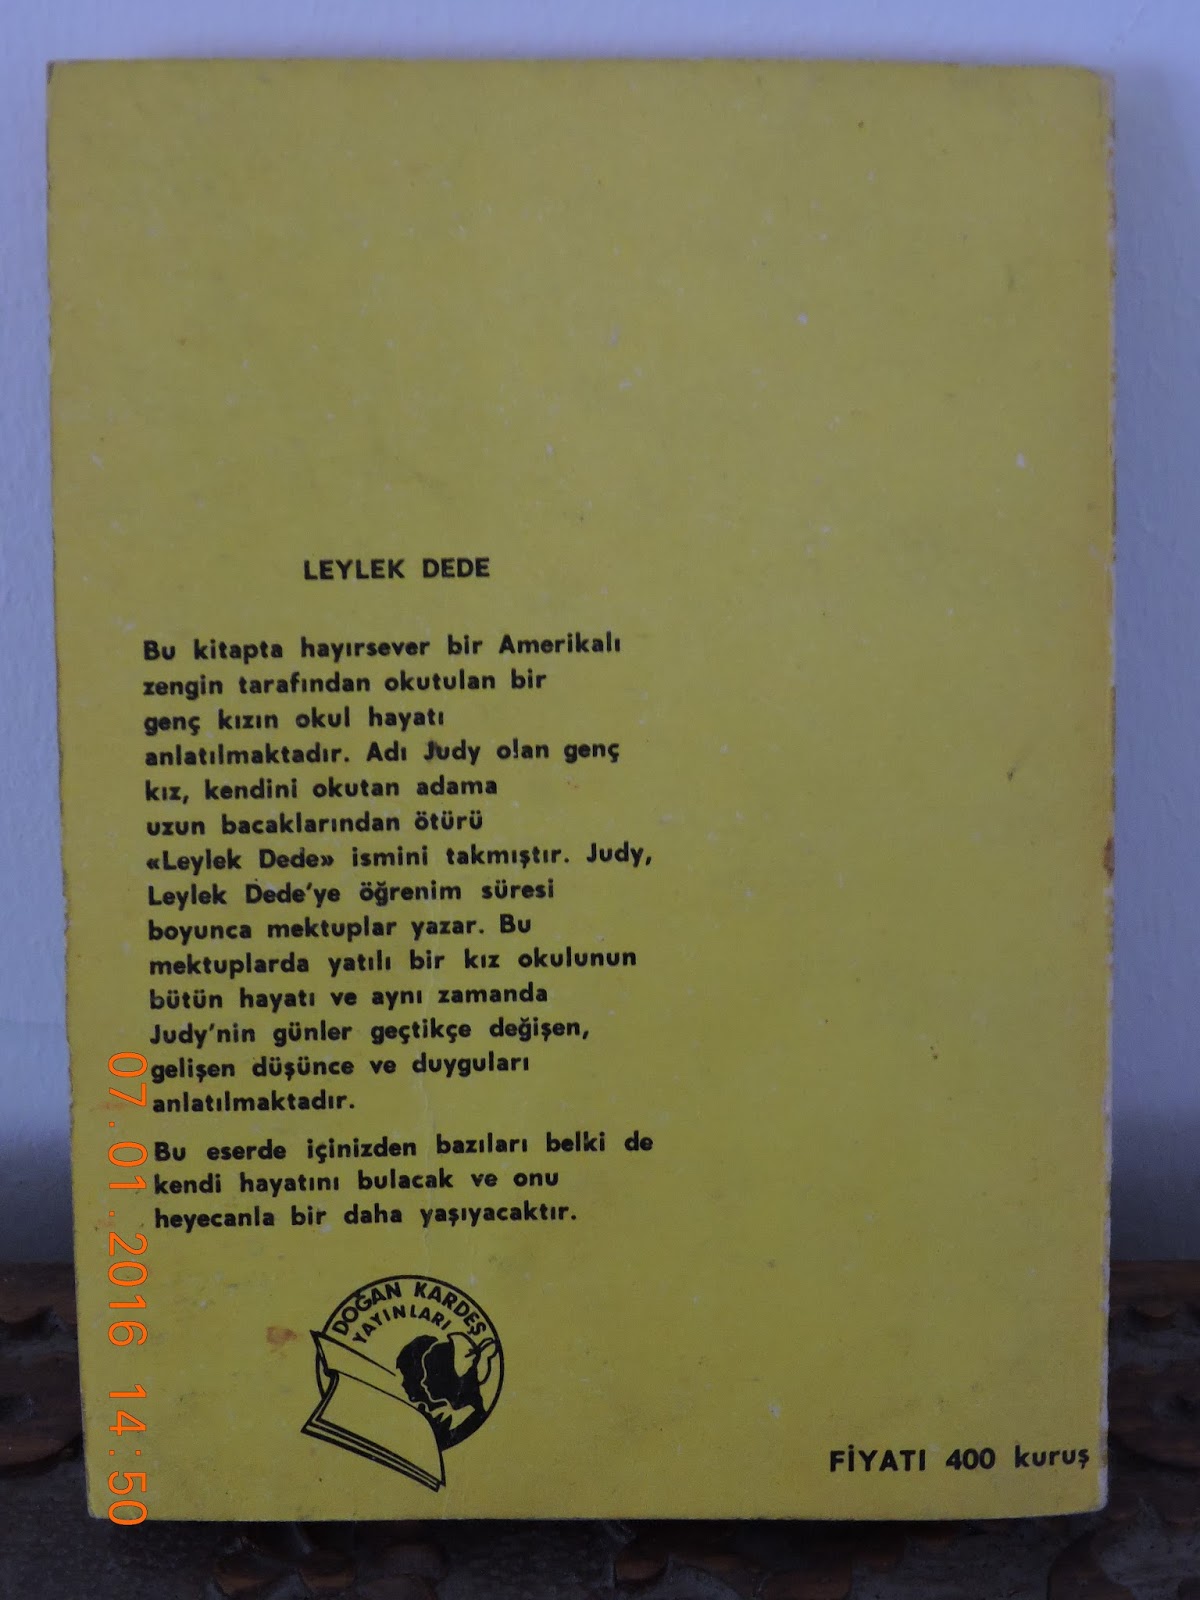 LEYLEK DEDE
Bu kitapta hayırsever bir Amerikalı
zengin tarafından okutulan bir
genç kızın okul hayatı
anlatılmaktadır. Adı Judy olan genç
kız, kendini okutan adama
uzun bacaklarından ötürü
«Leylek Dede» ismini takmıştır. Judy,
Leylek Dede'ye öğrenim süresi
boyunca mektuplar yazar. Bu
mektuplarda yatılı bir kız okulunun
bütün hayatı ve aynı zamanda
Judy'nin günler geçtikçe değişen,
gelişen düşünce ve duyguları
anlatılmaktadır.
Bu eserde içinizden bazıları belki de
kendi hayatını bulacak ve onu
heyecanla bir daha yaşıyacaktır.
DOĞAN KARDEŞ
YAYINLARI
FİYATI 400 kuruş
07.01.2016 14:50